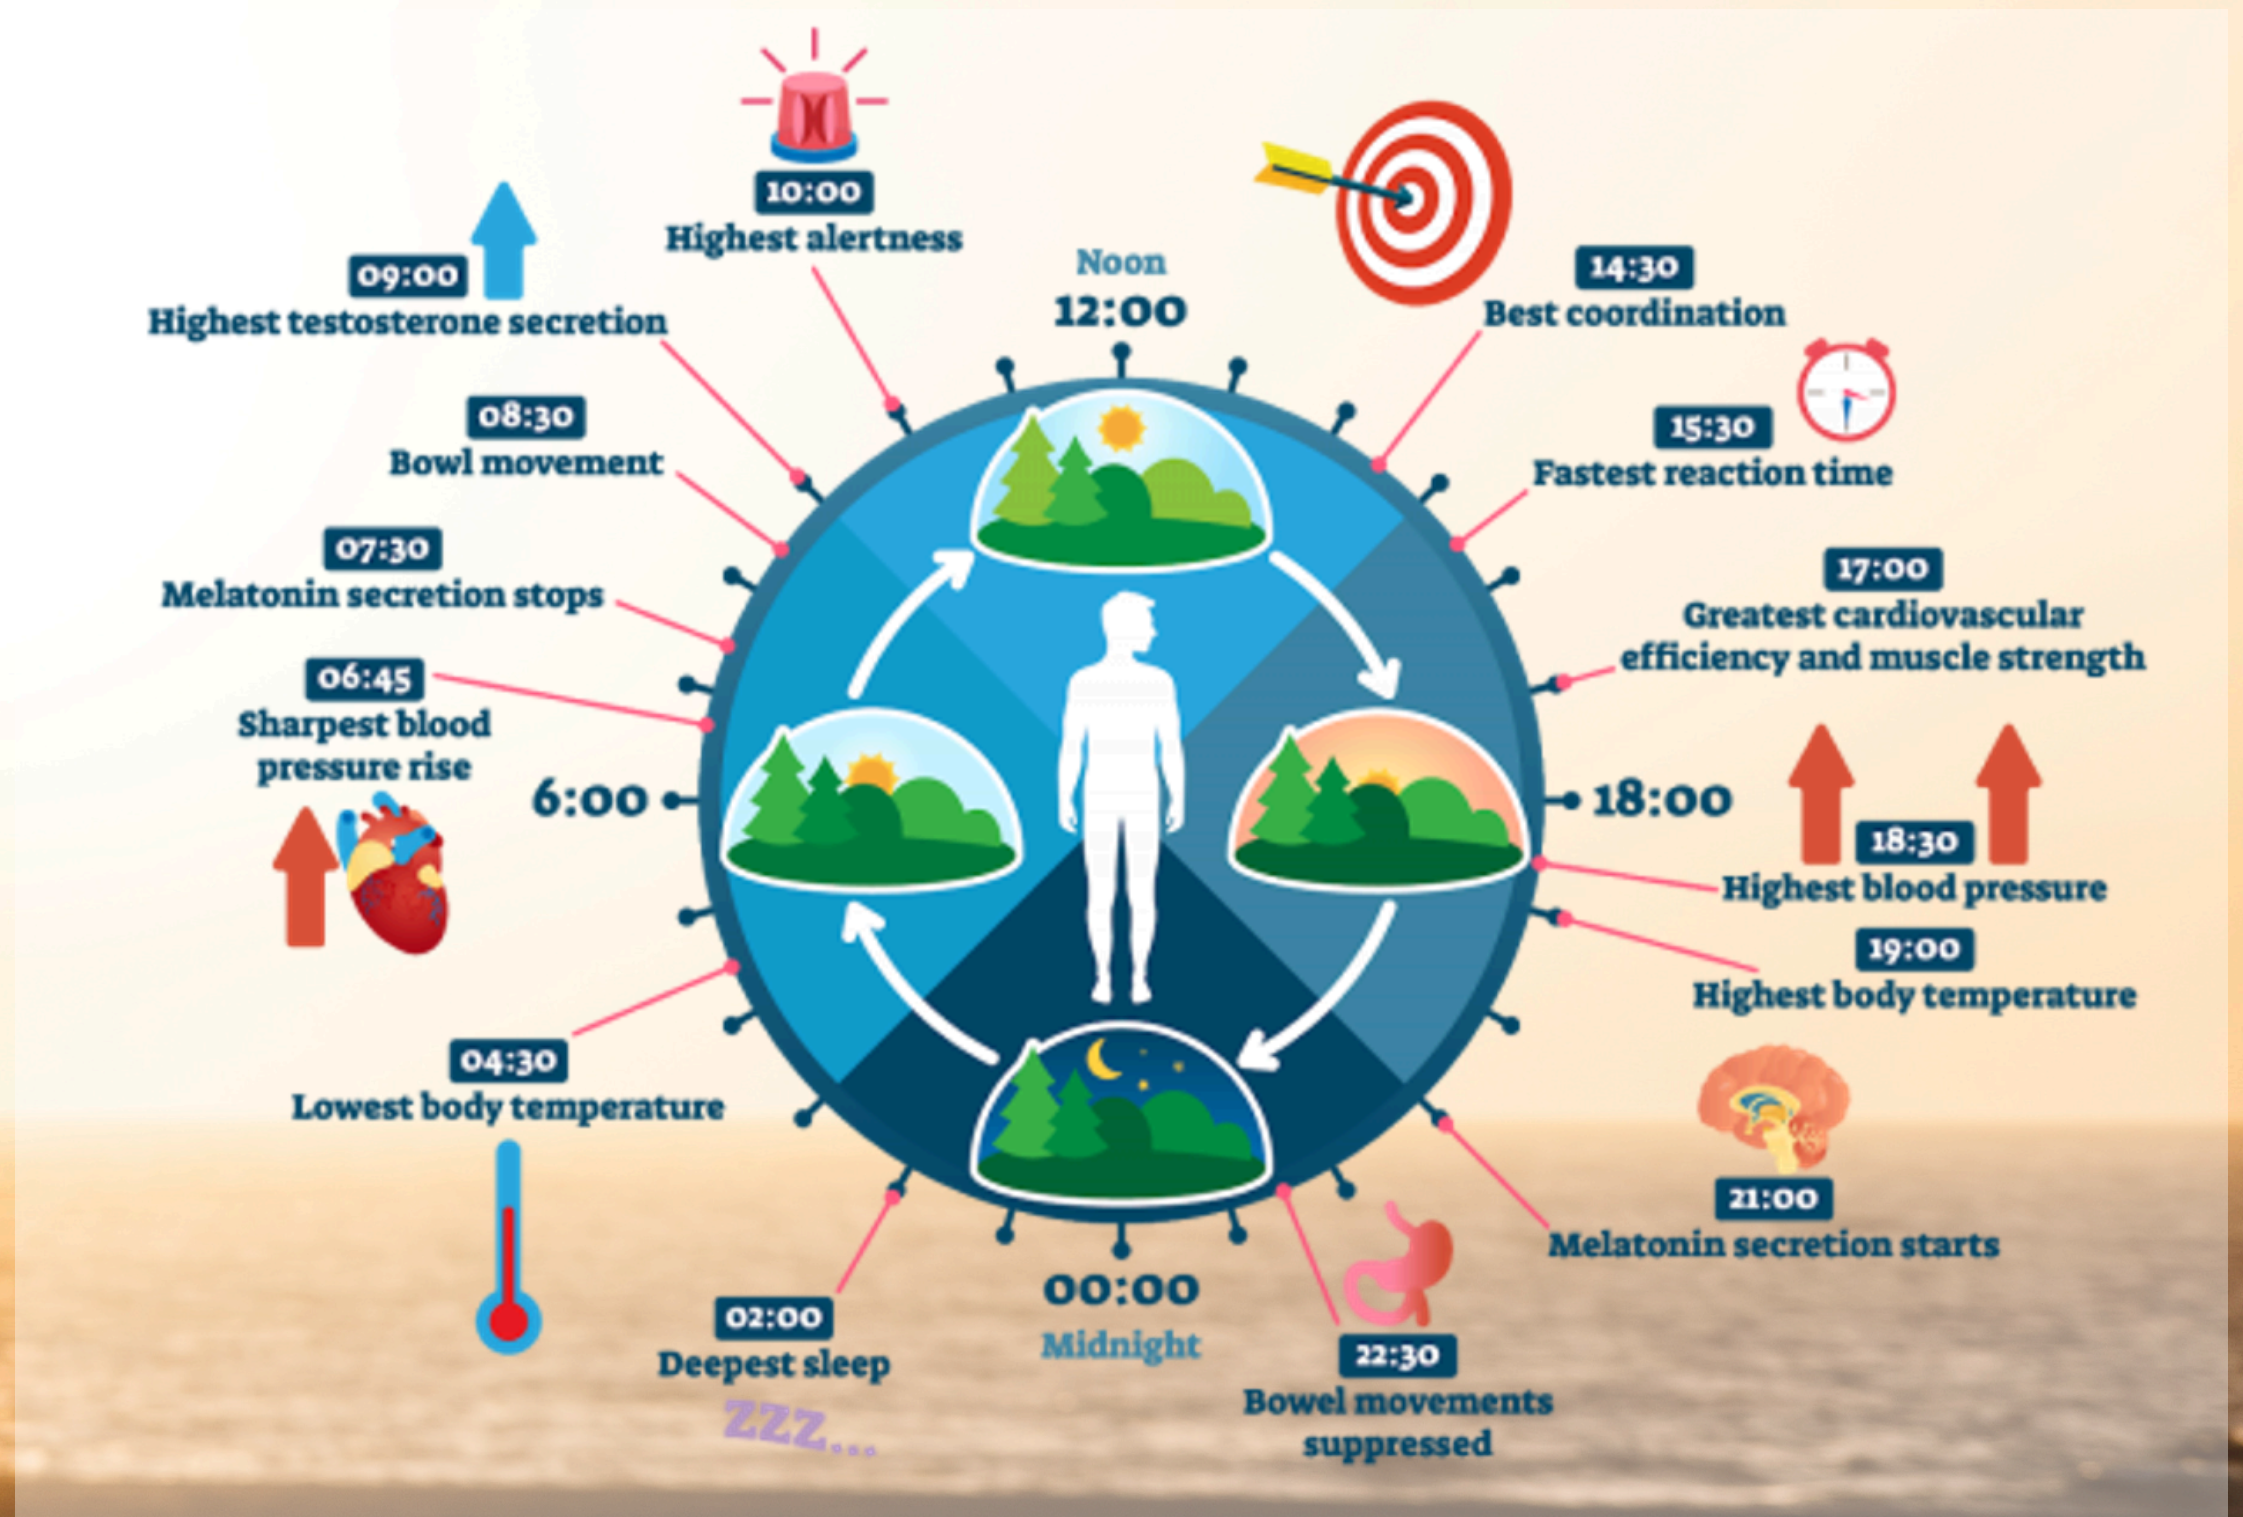 10:00
Highest alertness
09:00
Highest testosterone secretion
08:30
Bowl movement
07:30
Melatonin secretion stops
06:45
Sharpest blood
pressure rise
6:00
04:30
Lowest body temperature
02:00
Deepest sleep
ZZZ...
Noon
12:00
14:30
Best coordination
15:30
Fastest reaction time
17:00
Greatest cardiovascular
efficiency and muscle strength
18:00
18:30
Highest blood pressure
19:00
Highest body temperature
21:00
Melatonin secretion starts
22:30
Bowel movements
suppressed
00:00
Midnight